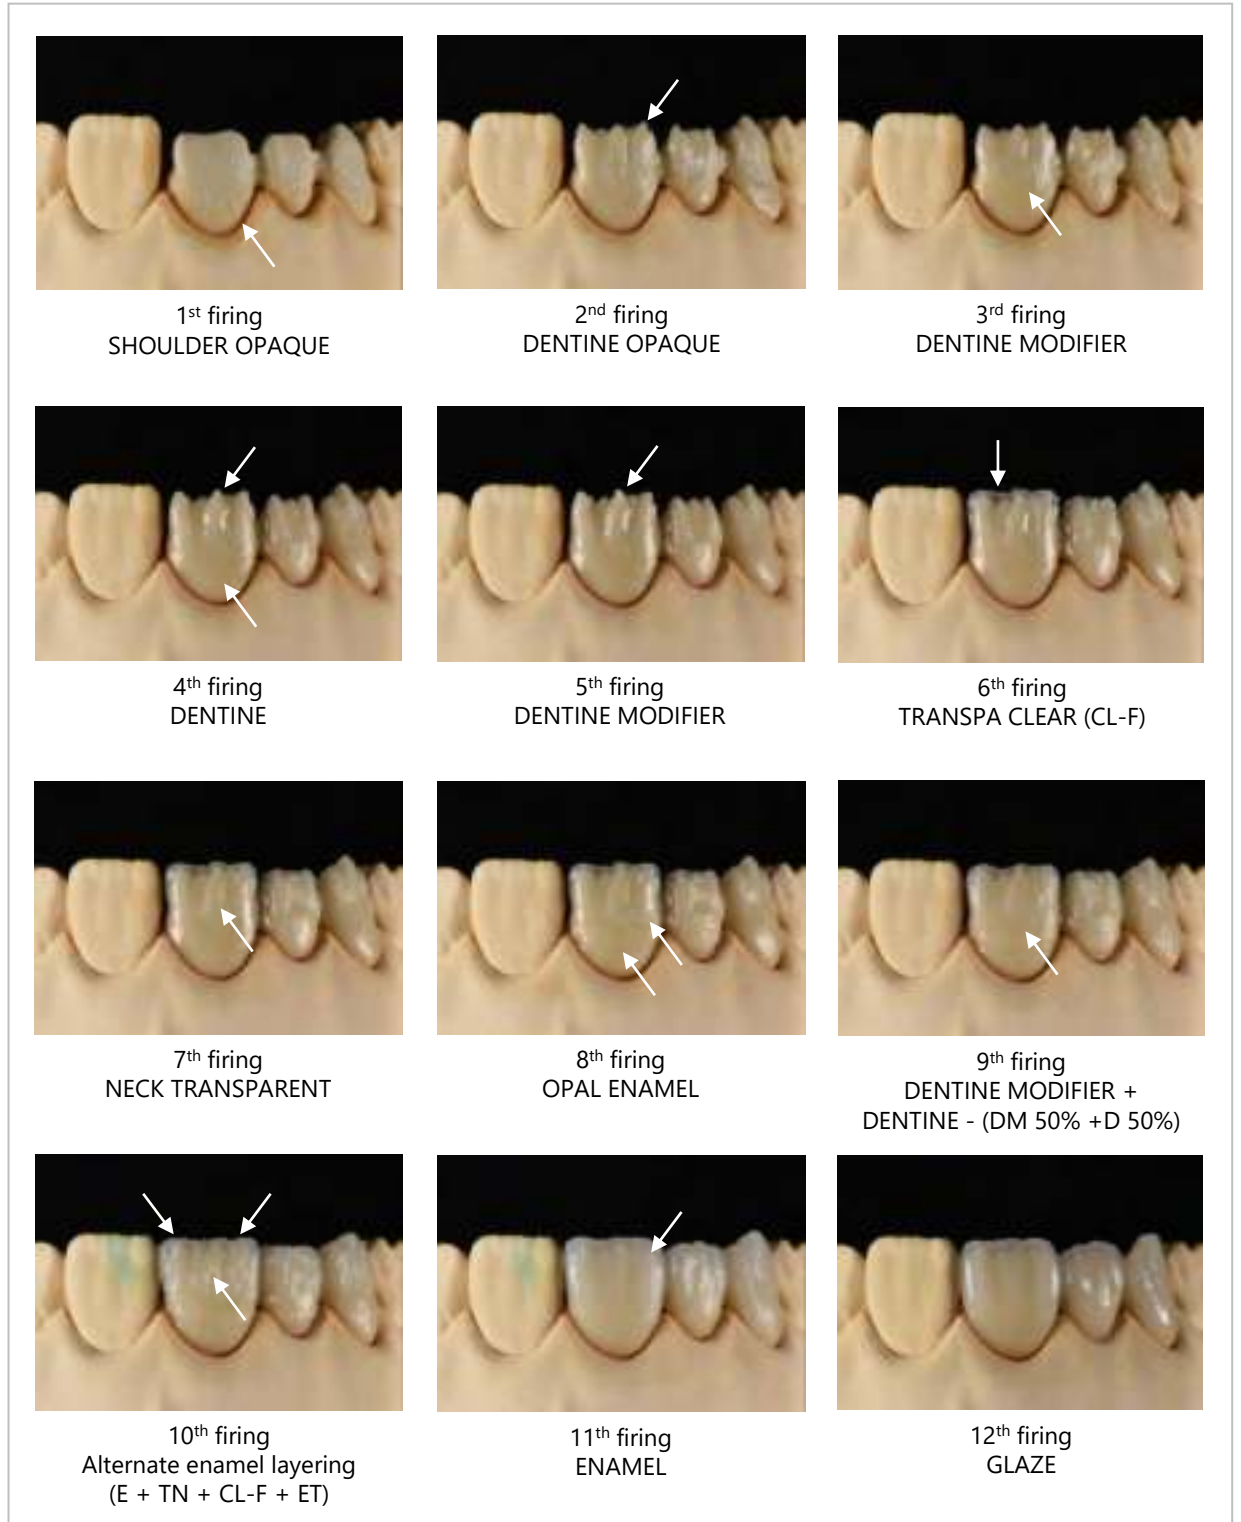 1st firing
SHOULDER OPAQUE
2nd firing
DENTINE OPAQUE
3rd firing
DENTINE MODIFIER
4th firing
DENTINE
5th firing
DENTINE MODIFIER
6th firing
TRANSPA CLEAR (CL-F)
7th firing
NECK TRANSPARENT
8th firing
OPAL ENAMEL
9th firing
DENTINE MODIFIER +
DENTINE - (DM 50% +D 50%)
10th firing
Alternate enamel layering
(E + TN + CL-F + ET)
11th firing
ENAMEL
12th firing
GLAZE